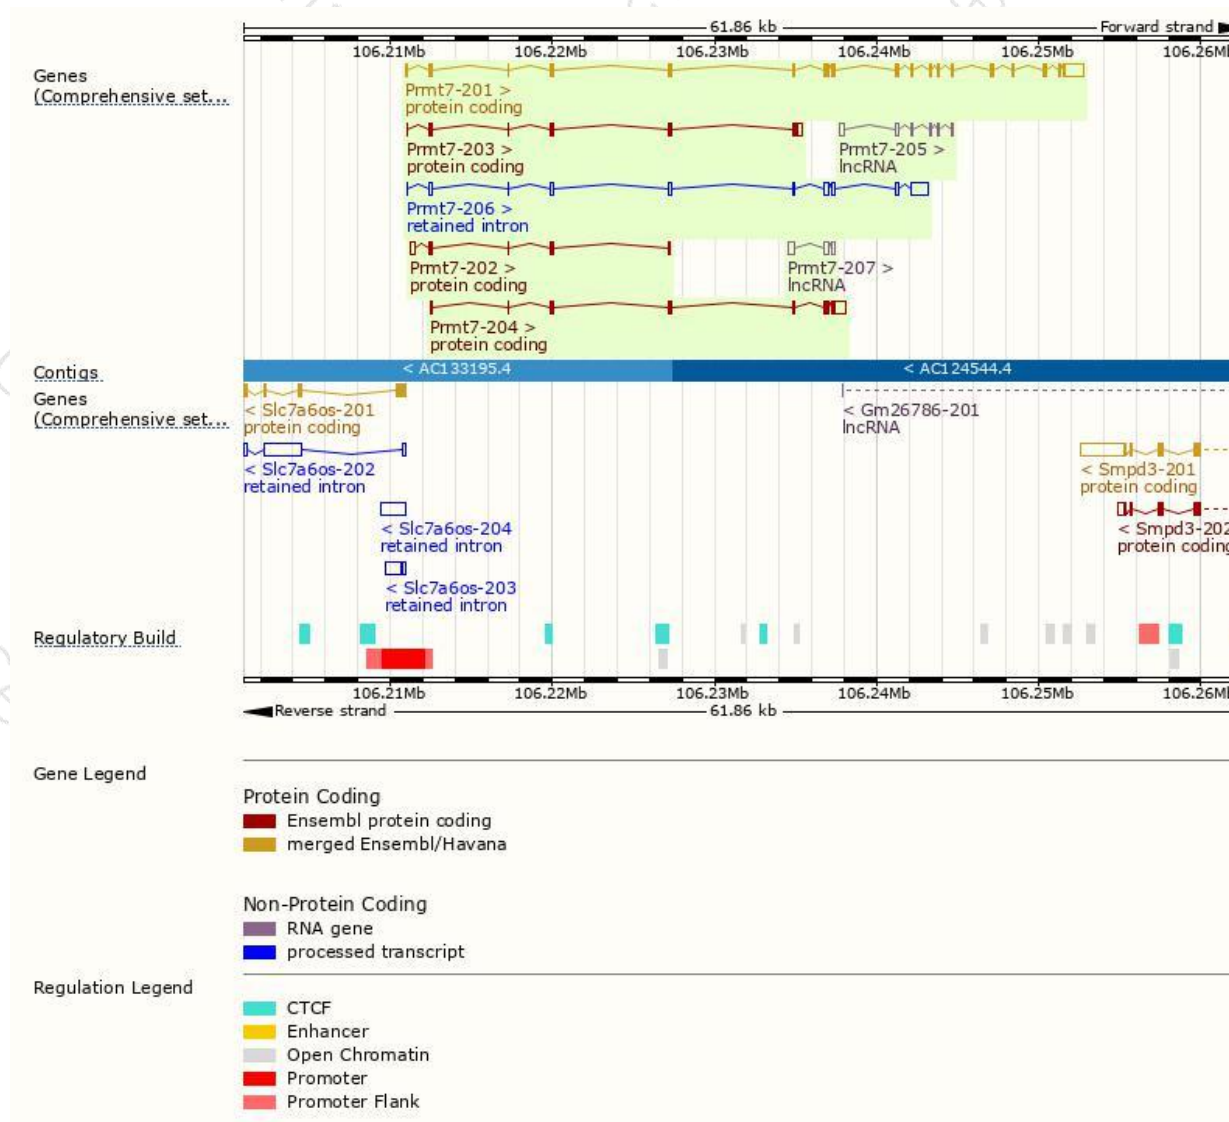 61.86 kb
Forward strand
106.21Mb 106.22Mb 106.23Mb 106.24Mb 106.25Mb 106.26Mb
Genes
(Comprehensive set...
Prmt7-201 >
protein coding
Prmt7-203 >
protein coding
Prmt7-205 >
lncRNA
Prmt7-206 >
retained intron
Prmt7-202 >
protein coding
Prmt7-207 >
lncRNA
Prmt7-204 >
protein coding
Contigs
< AC133195.4
< AC124544.4
Genes
(Comprehensive set...
< Slc7a6os-201
protein coding
< Gm26786-201
lncRNA
< Slc7a6os-202
retained intron
< Smpd3-201
protein coding
< Slc7a6os-204
retained intron
< Smpd3-202
protein coding
< Slc7a6os-203
retained intron
Regulatory Build
106.21Mb 106.22Mb 106.23Mb 106.24Mb 106.25Mb 106.26Mb
Reverse strand
61.86 kb
Gene Legend
Protein Coding
Ensembl protein coding
merged Ensembl/Havana
Non-Protein Coding
RNA gene
processed transcript
Regulation Legend
CTCF
Enhancer
Open Chromatin
Promoter
Promoter Flank